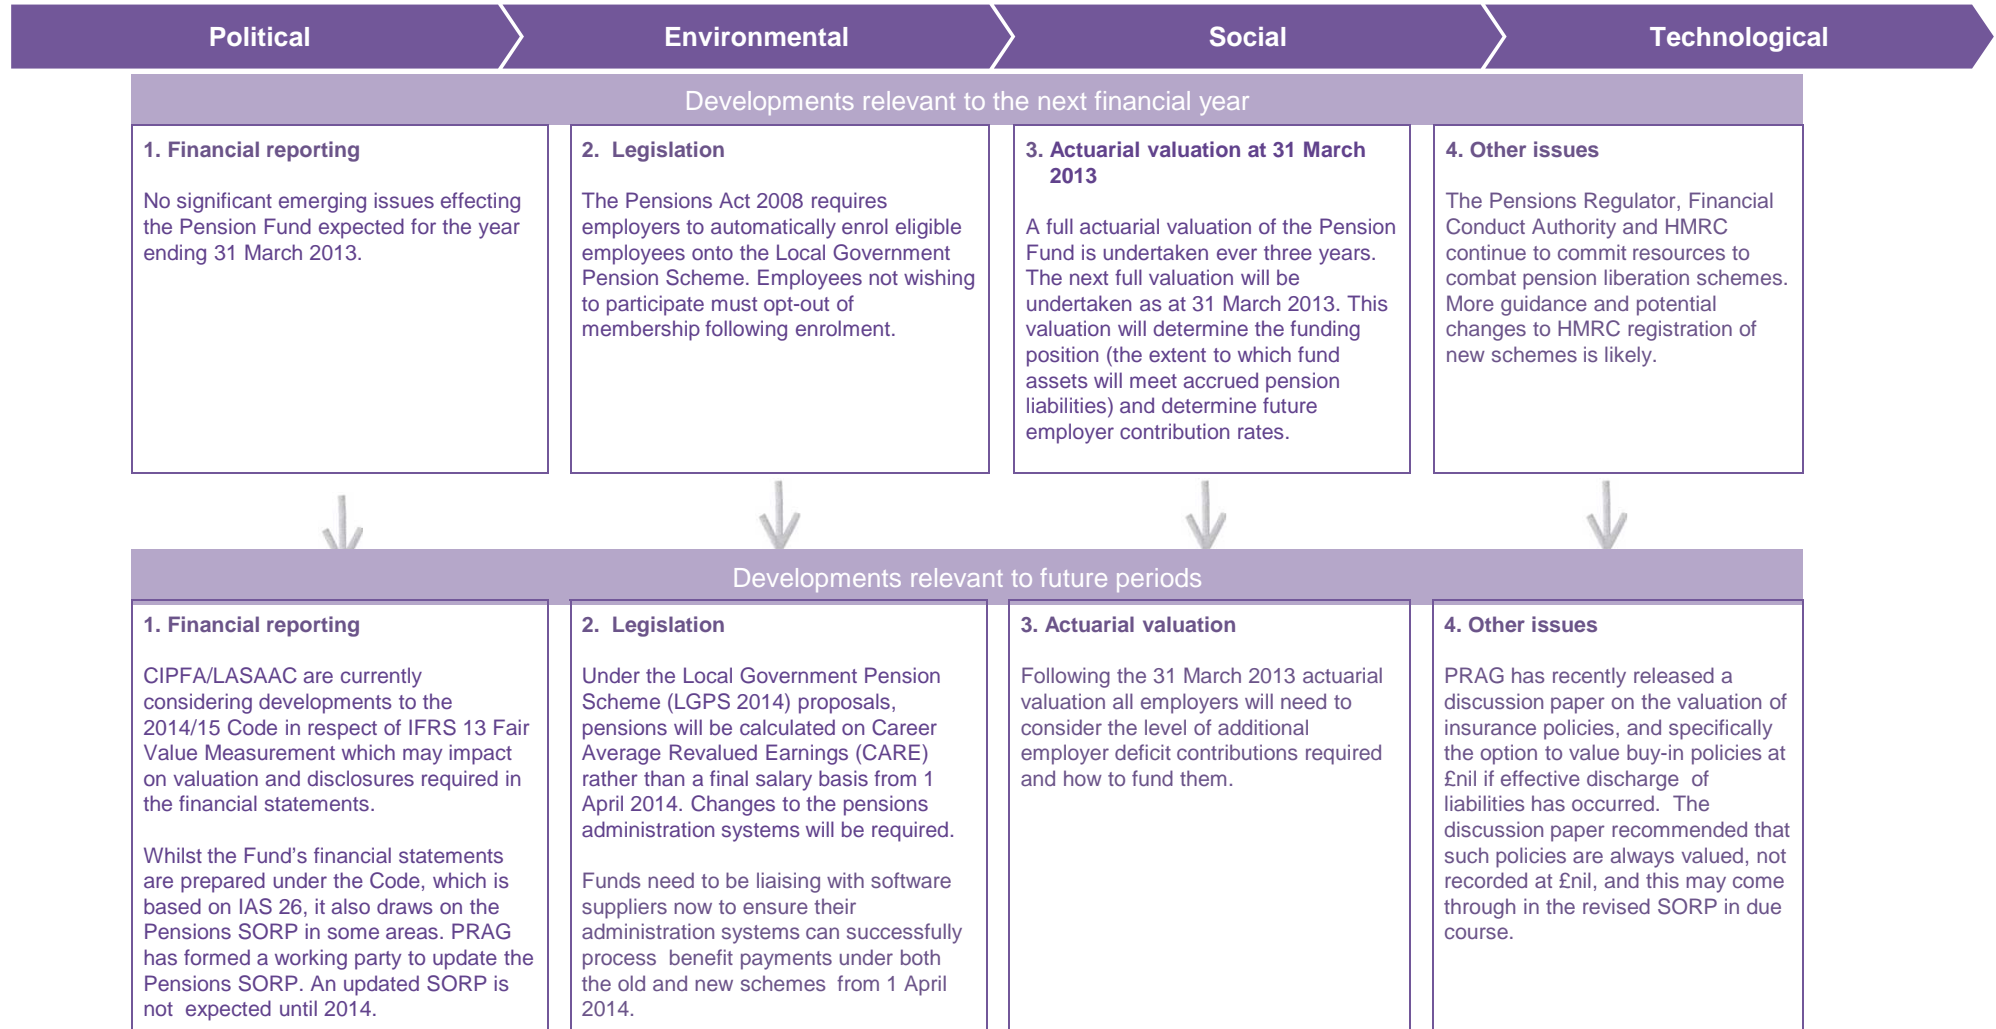 Political
Environmental
Social
Technological
Developments relevant to the next financial year
1. Financial reporting
No significant emerging issues effecting
the Pension Fund expected for the year
ending 31 March 2013.
2. Legislation
The Pensions Act 2008 requires
employers to automatically enrol eligible
employees onto the Local Government
Pension Scheme. Employees not wishing
to participate must opt-out of
membership following enrolment.
3. Actuarial valuation at 31 March
2013
A full actuarial valuation of the Pension
Fund is undertaken ever three years.
The next full valuation will be
undertaken as at 31 March 2013. This
valuation will determine the funding
position (the extent to which fund
assets will meet accrued pension
liabilities) and determine future
employer contribution rates.
4. Other issues
The Pensions Regulator, Financial
Conduct Authority and HMRC
continue to commit resources to
combat pension liberation schemes.
More guidance and potential
changes to HMRC registration of
new schemes is likely.
Developments relevant to future periods
1. Financial reporting
CIPFA/LASAAC are currently
considering developments to the
2014/15 Code in respect of IFRS 13 Fair
Value Measurement which may impact
on valuation and disclosures required in
the financial statements.
Whilst the Fund's financial statements
are prepared under the Code, which is
based on IAS 26, it also draws on the
Pensions SORP in some areas. PRAG
has formed a working party to update the
Pensions SORP. An updated SORP is
not expected until 2014.
2. Legislation
Under the Local Government Pension
Scheme (LGPS 2014) proposals,
pensions will be calculated on Career
Average Revalued Earnings (CARE)
rather than a final salary basis from 1
April 2014. Changes to the pensions
administration systems will be required.
Funds need to be liaising with software
suppliers now to ensure their
administration systems can successfully
process benefit payments under both
the old and new schemes from 1 April
2014.
3. Actuarial valuation
Following the 31 March 2013 actuarial
valuation all employers will need to
consider the level of additional
employer deficit contributions required
and how to fund them.
4. Other issues
PRAG has recently released a
discussion paper on the valuation of
insurance policies, and specifically
the option to value buy-in policies at
£nil if effective discharge of
liabilities has occurred. The
discussion paper recommended that
such policies are always valued, not
recorded at £nil, and this may come
through in the revised SORP in due
course.